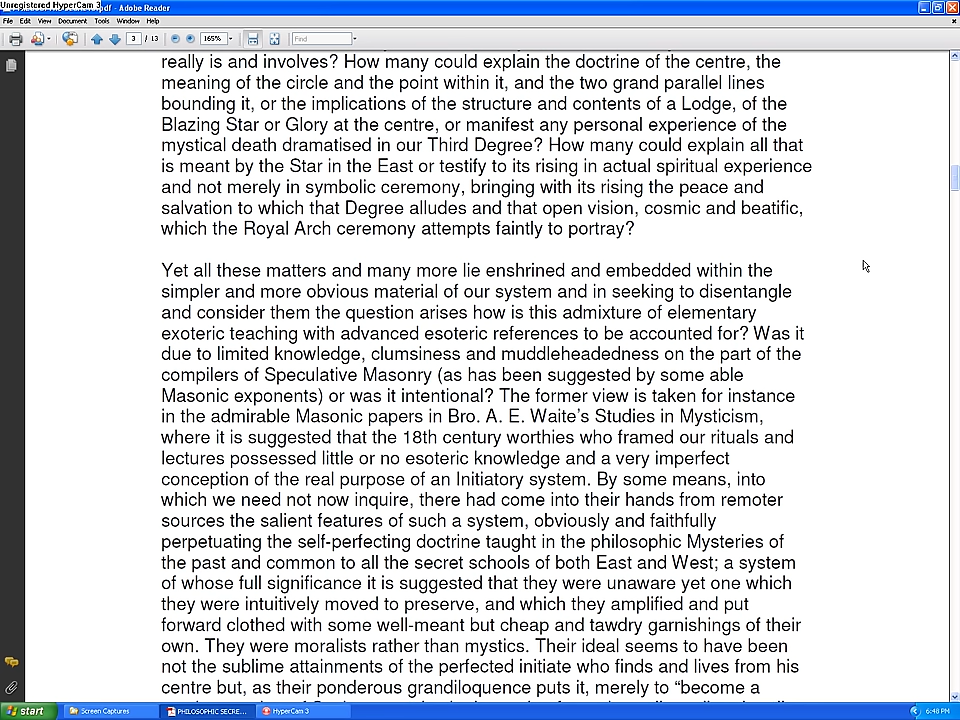 Unregistered HyperCam 3
.pdf - Adobe Reader
File Edit View Document Tools Window Help
3 / 13 165% Find
really is and involves? How many could explain the doctrine of the centre, the
meaning of the circle and the point within it, and the two grand parallel lines
bounding it, or the implications of the structure and contents of a Lodge, of the
Blazing Star or Glory at the centre, or manifest any personal experience of the
mystical death dramatised in our Third Degree? How many could explain all that
is meant by the Star in the East or testify to its rising in actual spiritual experience
and not merely in symbolic ceremony, bringing with its rising the peace and
salvation to which that Degree alludes and that open vision, cosmic and beatific,
which the Royal Arch ceremony attempts faintly to portray?
Yet all these matters and many more lie enshrined and embedded within the
simpler and more obvious material of our system and in seeking to disentangle
and consider them the question arises how is this admixture of elementary
exoteric teaching with advanced esoteric references to be accounted for? Was it
due to limited knowledge, clumsiness and muddleheadedness on the part of the
compilers of Speculative Masonry (as has been suggested by some able
Masonic exponents) or was it intentional? The former view is taken for instance
in the admirable Masonic papers in Bro. A. E. Waite’s Studies in Mysticism,
where it is suggested that the 18th century worthies who framed our rituals and
lectures possessed little or no esoteric knowledge and a very imperfect
conception of the real purpose of an Initiatory system. By some means, into
which we need not now inquire, there had come into their hands from remoter
sources the salient features of such a system, obviously and faithfully
perpetuating the self-perfecting doctrine taught in the philosophic Mysteries of
the past and common to all the secret schools of both East and West; a system
of whose full significance it is suggested that they were unaware yet one which
they were intuitively moved to preserve, and which they amplified and put
forward clothed with some well-meant but cheap and tawdry garnishings of their
own. They were moralists rather than mystics. Their ideal seems to have been
not the sublime attainments of the perfected initiate who finds and lives from his
centre but, as their ponderous grandiloquence puts it, merely to “become a
start Screen Captures PHILOSOPHIC SECRE... HyperCam 3 6:48 PM